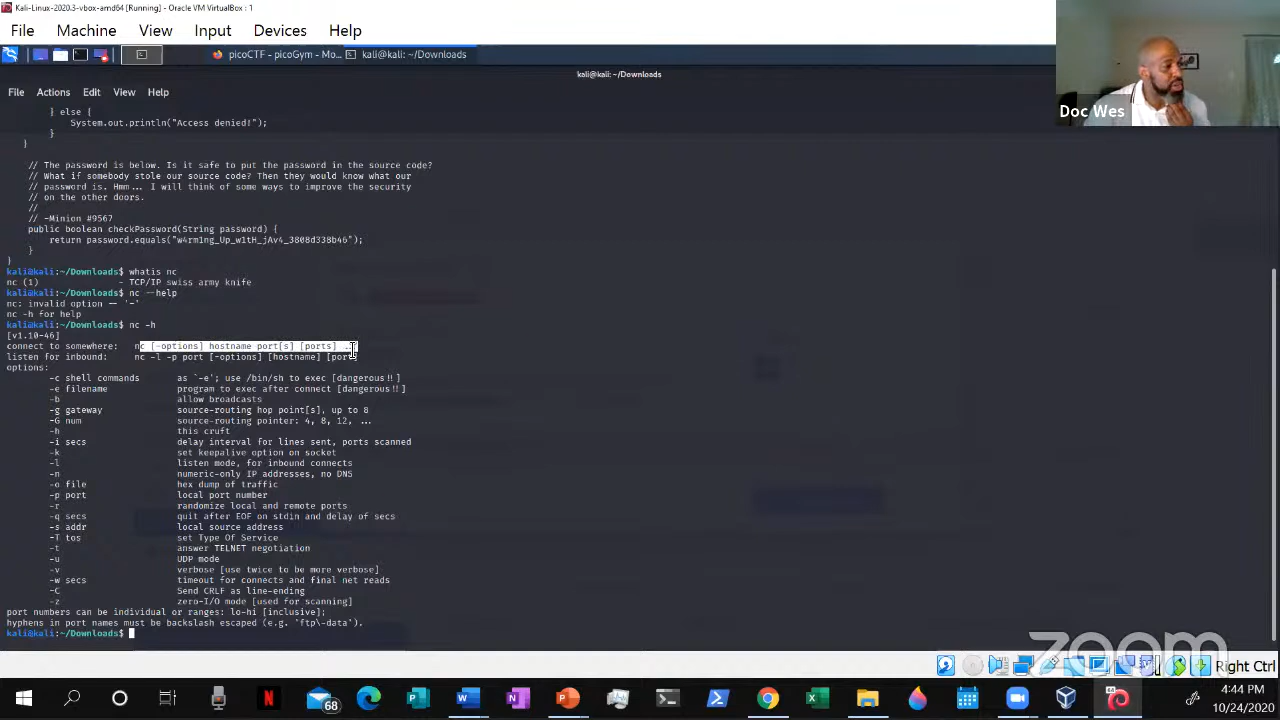 Kali-Linux-2020.3-vbox-amd64 [Running] - Oracle VM VirtualBox : 1
File Machine View Input Devices Help
picoCTF - picoGym - Mo... kali@kali: ~/Downloads
kali@kali: ~/Downloads
File Actions Edit View Help
Doc Wes
} else {
System.out.println("Access denied!");
}
}
// The password is below. Is it safe to put the password in the source code?
// What if somebody stole our source code? Then they would know what our
// password is. Hmm... I will think of some ways to improve the security
// on the other doors.
//
// -Minion #9567
public boolean checkPassword(String password) {
return password.equals("w4rm1ng_Up_w1tH_jAv4_3808d338b46");
}
}
kali@kali:~/Downloads$ whatis nc
nc (1) - TCP/IP swiss army knife
kali@kali:~/Downloads$ nc --help
nc: invalid option -- '-'
nc -h for help
kali@kali:~/Downloads$ nc -h
[v1.10-46]
connect to somewhere: nc [-options] hostname port[s] [ports] ...
listen for inbound: nc -l -p port [-options] [hostname] [port]
options:
-c shell commands as `-e'; use /bin/sh to exec [dangerous!!]
-e filename program to exec after connect [dangerous!!]
-b allow broadcasts
-g gateway source-routing hop point[s], up to 8
-G num source-routing pointer: 4, 8, 12, ...
-h this cruft
-i secs delay interval for lines sent, ports scanned
-k set keepalive option on socket
-l listen mode, for inbound connects
-n numeric-only IP addresses, no DNS
-o file hex dump of traffic
-p port local port number
-r randomize local and remote ports
-q secs quit after EOF on stdin and delay of secs
-s addr local source address
-T tos set Type Of Service
-t answer TELNET negotiation
-u UDP mode
-v verbose [use twice to be more verbose]
-w secs timeout for connects and final net reads
-C Send CRLF as line-ending
-z zero-I/O mode [used for scanning]
port numbers can be individual or ranges: lo-hi [inclusive];
hyphens in port names must be backslash escaped (e.g. 'ftp\-data').
kali@kali:~/Downloads$
zoom
Right Ctrl
68
4:44 PM
10/24/2020